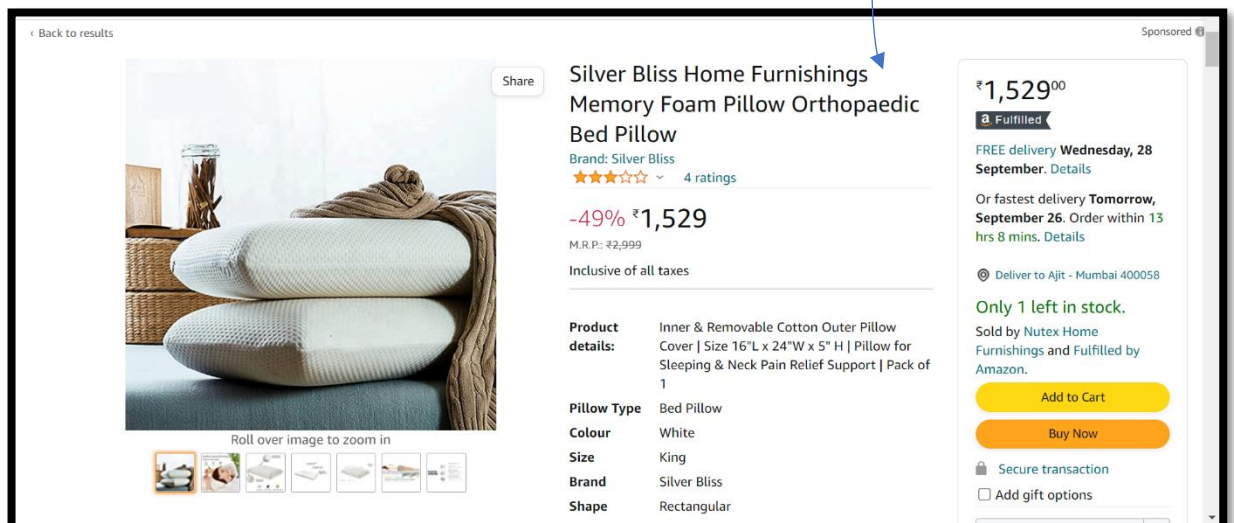 ‹ Back to results
Sponsored
Share
Silver Bliss Home Furnishings
Memory Foam Pillow Orthopaedic
Bed Pillow
Brand: Silver Bliss
4 ratings
-49% ₹1,529
M.R.P.: ₹2,999
Inclusive of all taxes
Product details: Inner & Removable Cotton Outer Pillow
Cover | Size 16"L x 24"W x 5" H | Pillow for
Sleeping & Neck Pain Relief Support | Pack of
1
Pillow Type Bed Pillow
Colour White
Size King
Brand Silver Bliss
Shape Rectangular
Roll over image to zoom in
₹1,52900
a Fulfilled
FREE delivery Wednesday, 28
September. Details
Or fastest delivery Tomorrow,
September 26. Order within 13
hrs 8 mins. Details
Deliver to Ajit - Mumbai 400058
Only 1 left in stock.
Sold by Nutex Home
Furnishings and Fulfilled by
Amazon.
Add to Cart
Buy Now
Secure transaction
Add gift options